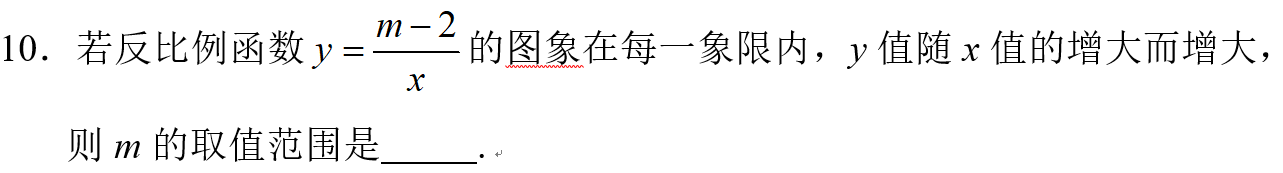 10．若反比例函数 y = \frac{m-2}{x} 的图象在每一象限内，y 值随 x 值的增大而增大，
则 m 的取值范围是_____.